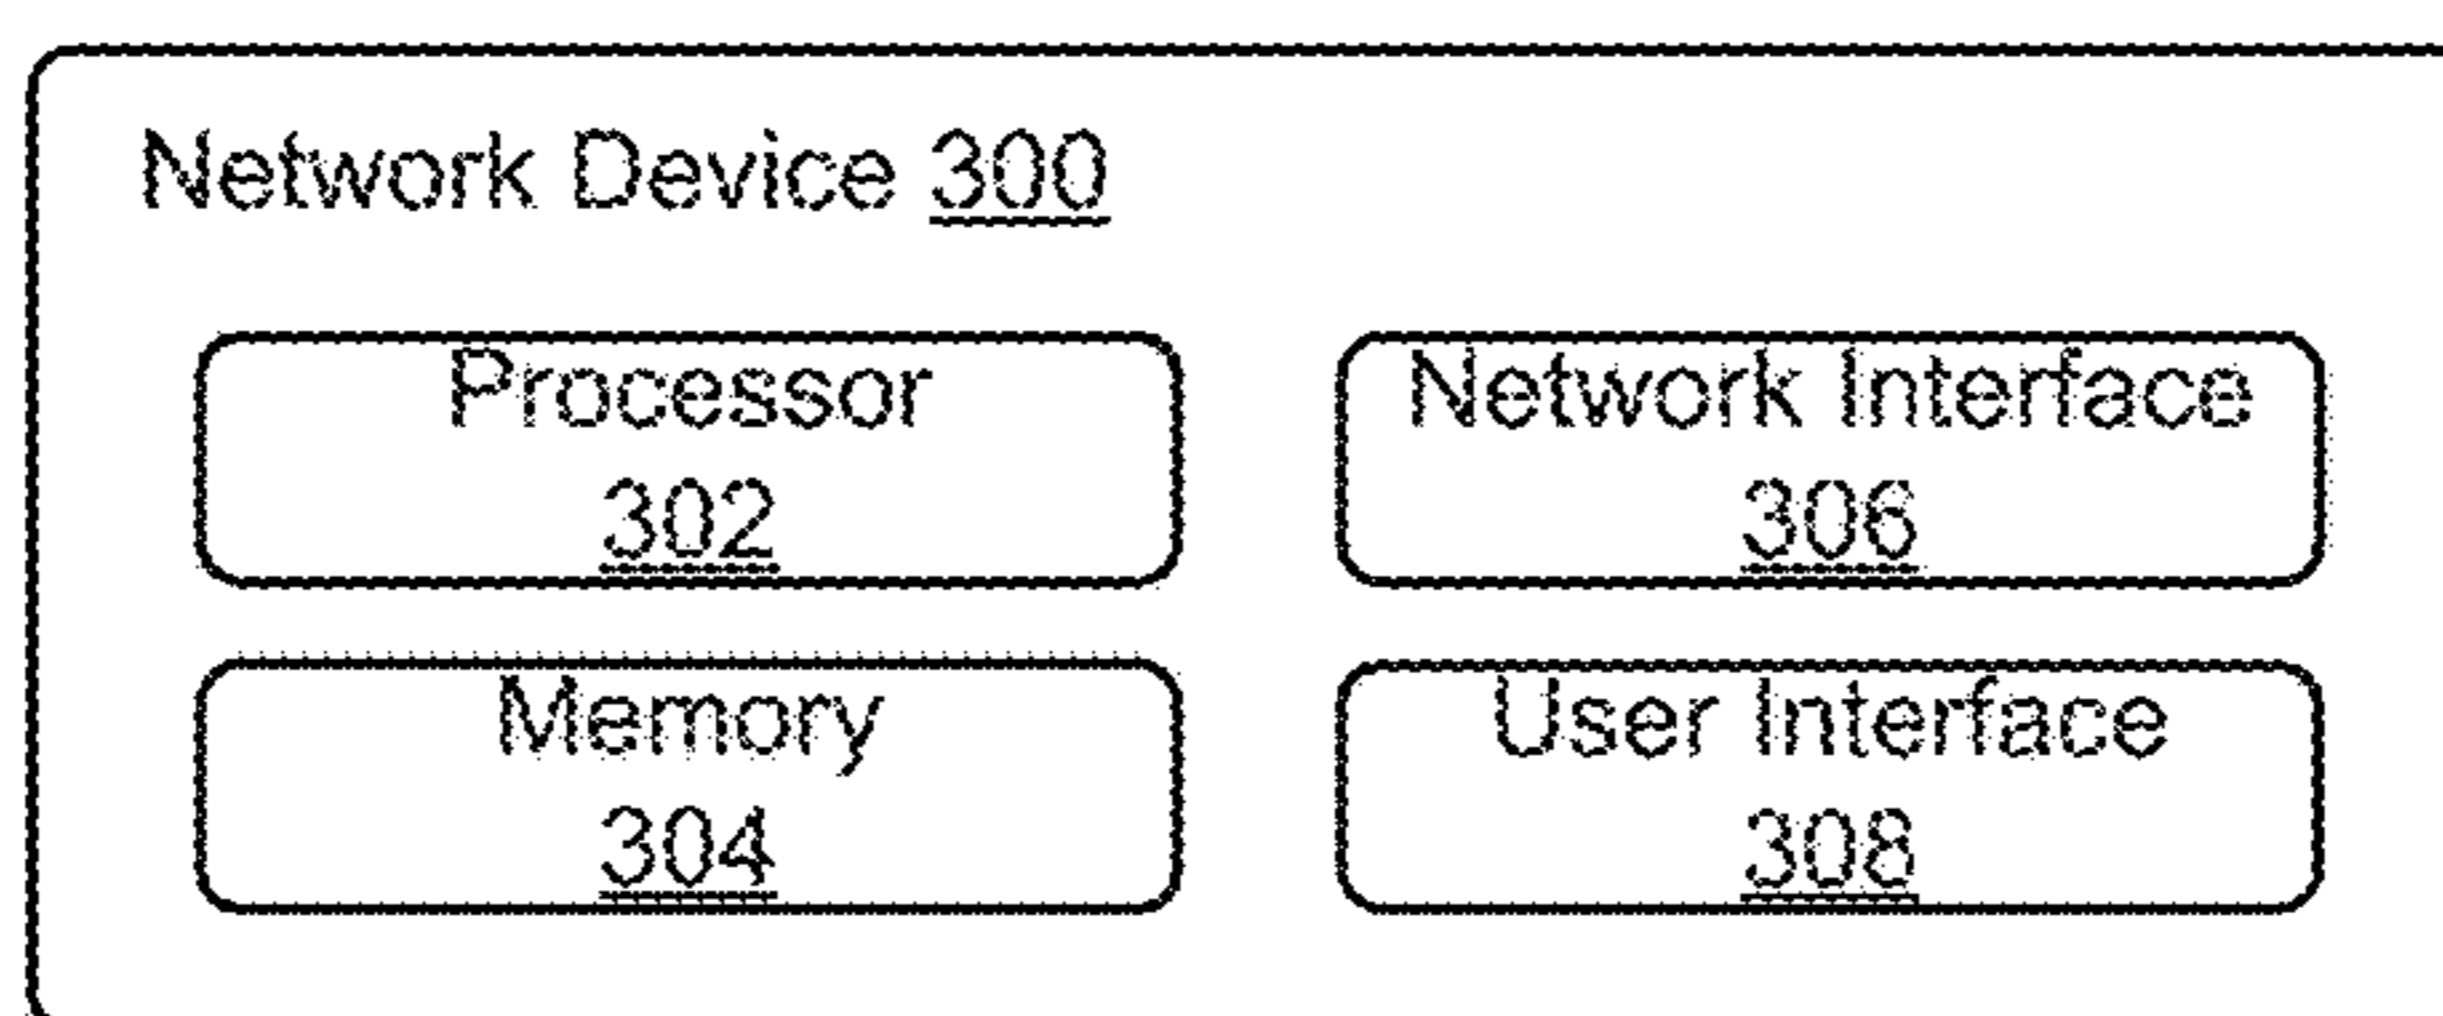 Network Device 300
Processor
302
Network Interface
306
Memory
304
User Interface
308